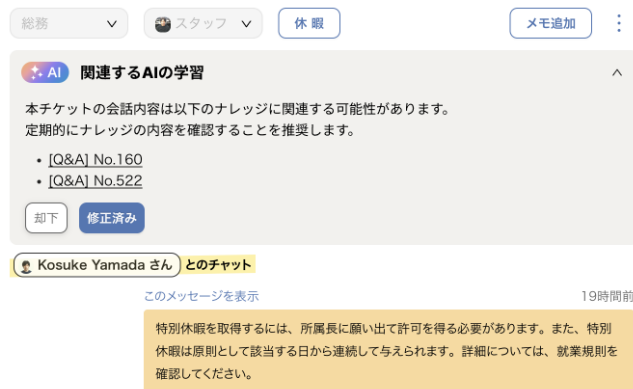 総務
スタッフ
休 暇
メモ追加
AI 関連するAIの学習
本チケットの会話内容は以下のナレッジに関連する可能性があります。
定期的にナレッジの内容を確認することを推奨します。
• [Q&A] No.160
• [Q&A] No.522
却下
修正済み
Kosuke Yamada さん とのチャット
このメッセージを表示
19時間前
特別休暇を取得するには、所属長に願い出て許可を得る必要があります。また、特別
休暇は原則として該当する日から連続して与えられます。詳細については、就業規則を
確認してください。